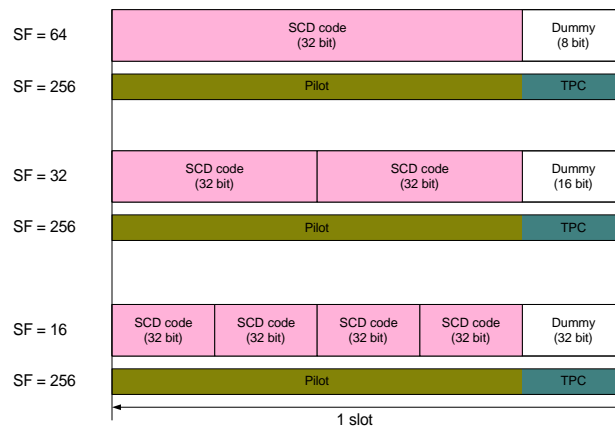 SF = 64
SCD code
(32 bit)
Dummy
(8 bit)
SF = 256
Pilot
TPC
SF = 32
SCD code
(32 bit)
SCD code
(32 bit)
Dummy
(16 bit)
SF = 256
Pilot
TPC
SF = 16
SCD code
(32 bit)
SCD code
(32 bit)
SCD code
(32 bit)
SCD code
(32 bit)
Dummy
(32 bit)
SF = 256
Pilot
TPC
1 slot